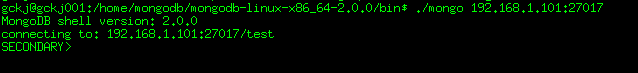 gckj@gckj001:/home/mongodb/mongodb-linux-x86_64-2.0.0/bin$ ./mongo 192.168.1.101:27017
MongoDB shell version: 2.0.0
connecting to: 192.168.1.101:27017/test
SECONDARY>